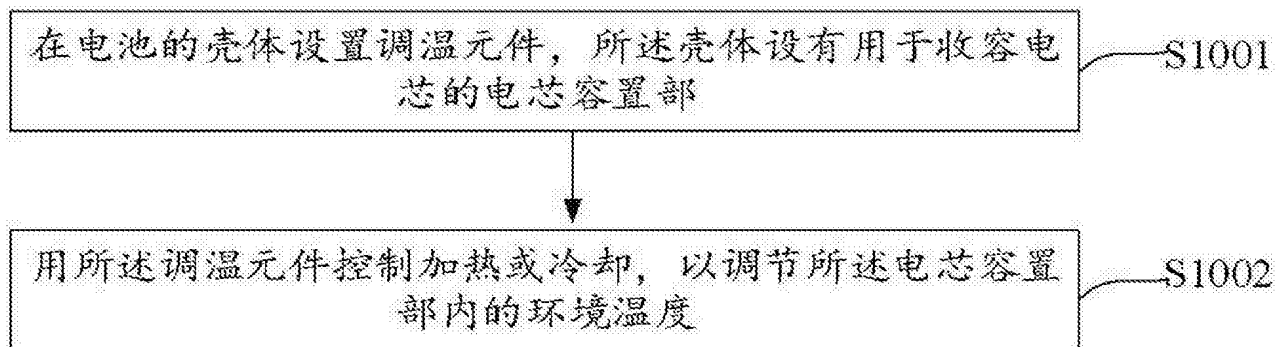 在电池的壳体设置调温元件，所述壳体设有用于收容电
芯的电芯容置部
S1001
用所述调温元件控制加热或冷却，以调节所述电芯容置
部内的环境温度
S1002